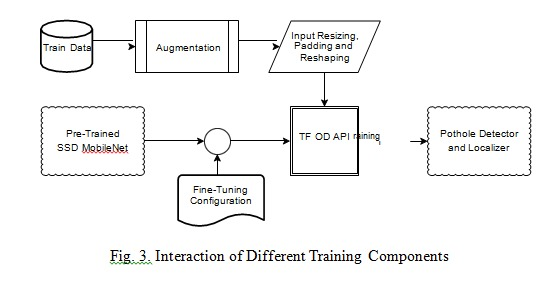 Train Data
Augmentation
Input Resizing,
Padding and
Reshaping
Pre-Trained
SSD MobileNet
TF OD API raining
Pothole Detector
and Localizer
Fine-Tuning
Configuration
Fig. 3. Interaction of Different Training Components